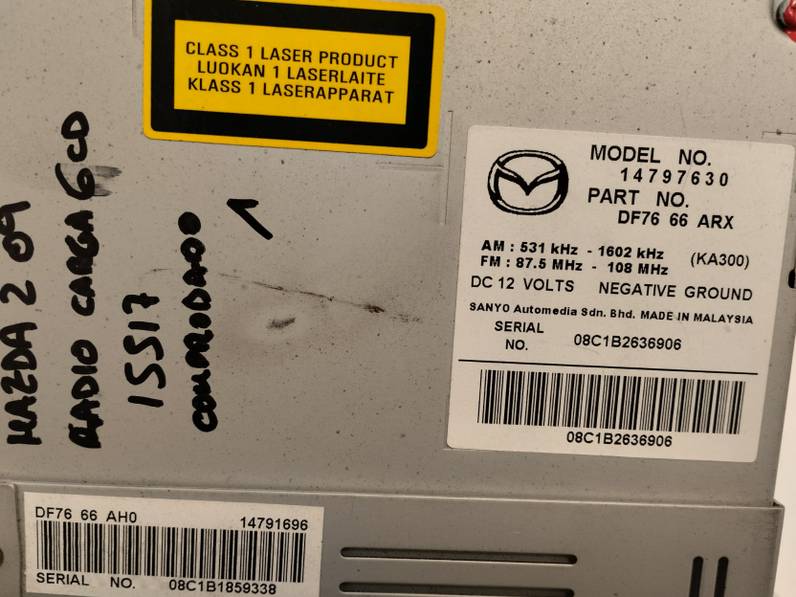 CLASS 1 LASER PRODUCT
LUOKAN 1 LASERLAITE
KLASS 1 LASERAPPARAT
MAZDA 2 09
RADIO CARGA 6 CD
15517
COMPROBADO
MODEL NO.
14797630
PART NO.
DF76 66 ARX
AM : 531 kHz - 1602 kHz
FM : 87.5 MHz - 108 MHz
(KA300)
DC 12 VOLTS NEGATIVE GROUND
SANYO Automedia Sdn. Bhd. MADE IN MALAYSIA
SERIAL
NO.
08C1B2636906
08C1B2636906
DF76 66 AH0 14791696
SERIAL NO. 08C1B1859338